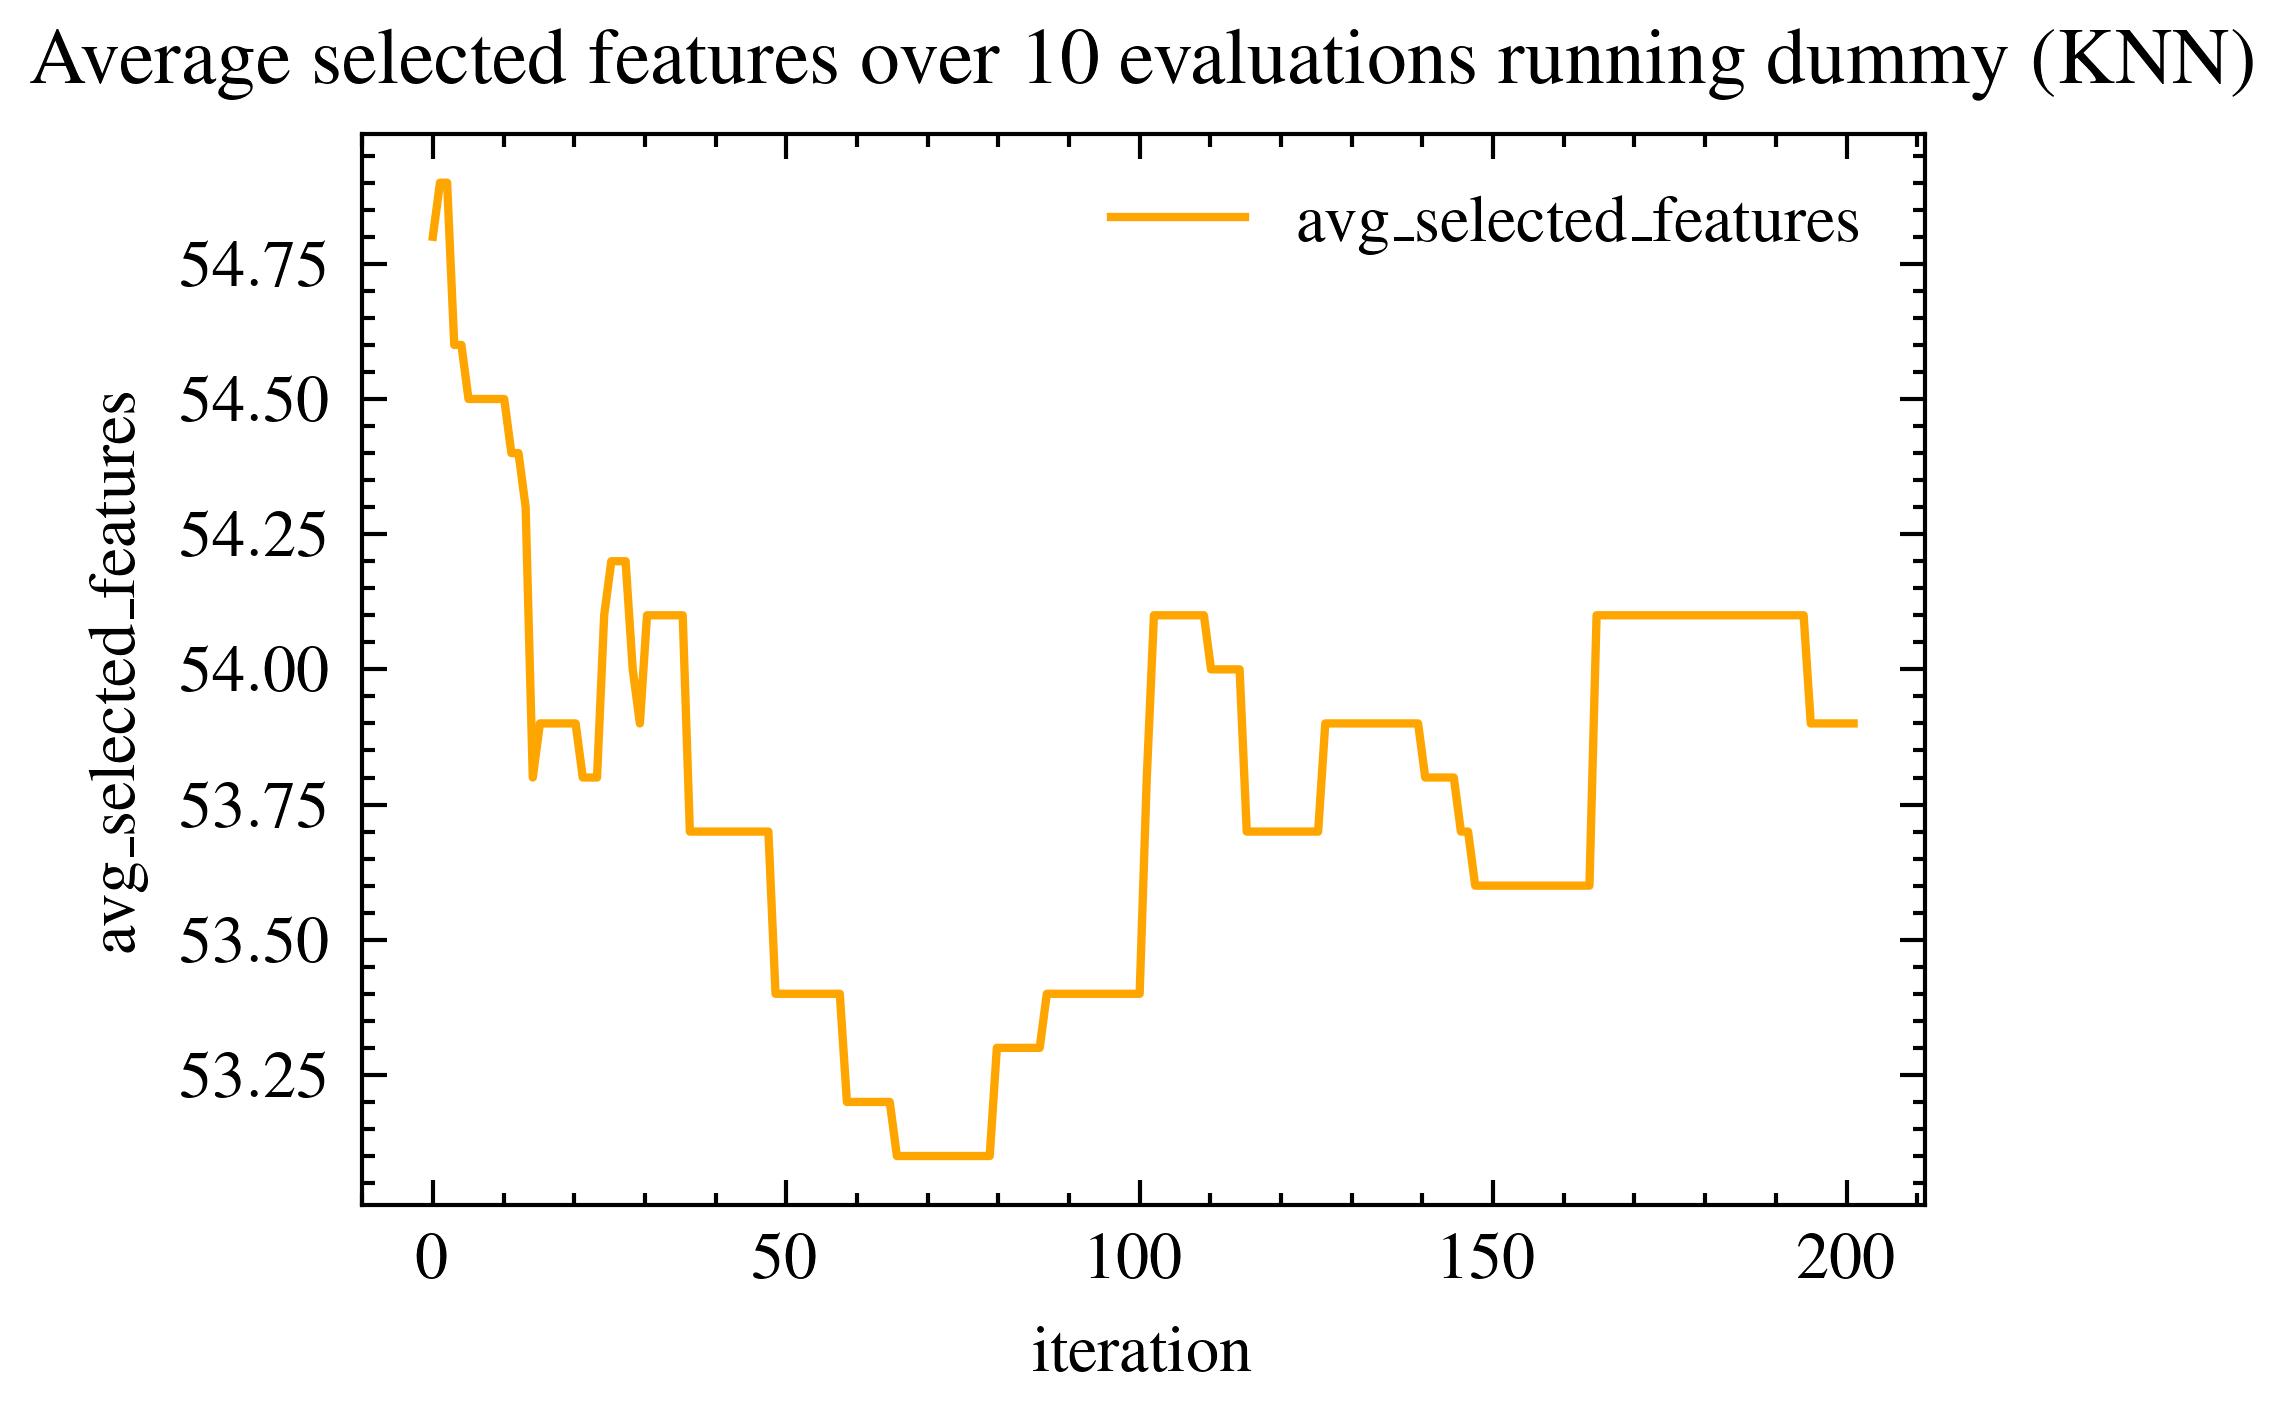 Average selected features over 10 evaluations running dummy (KNN)
avg_selected_features
54.75
54.50
54.25
54.00
53.75
53.50
53.25
avg_selected_features
0 50 100 150 200
iteration